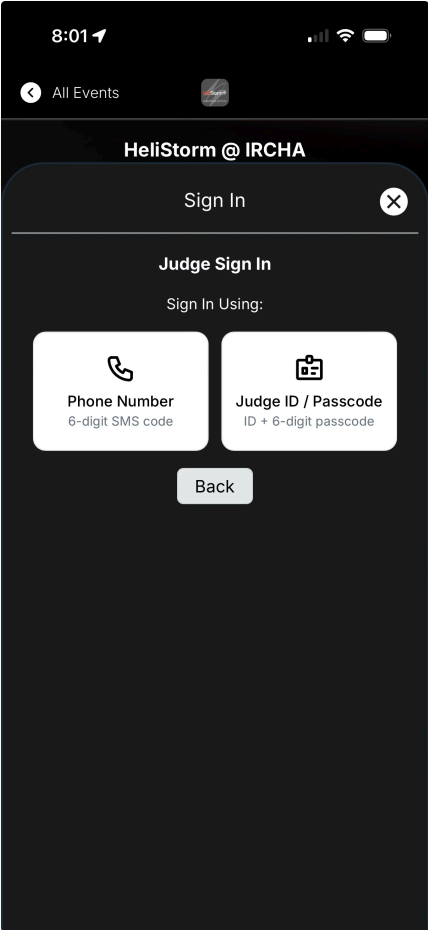 8:01
All Events
HeliStorm @ IRCHA
Sign In
Judge Sign In
Sign In Using:
Phone Number
6-digit SMS code
Judge ID / Passcode
ID + 6-digit passcode
Back